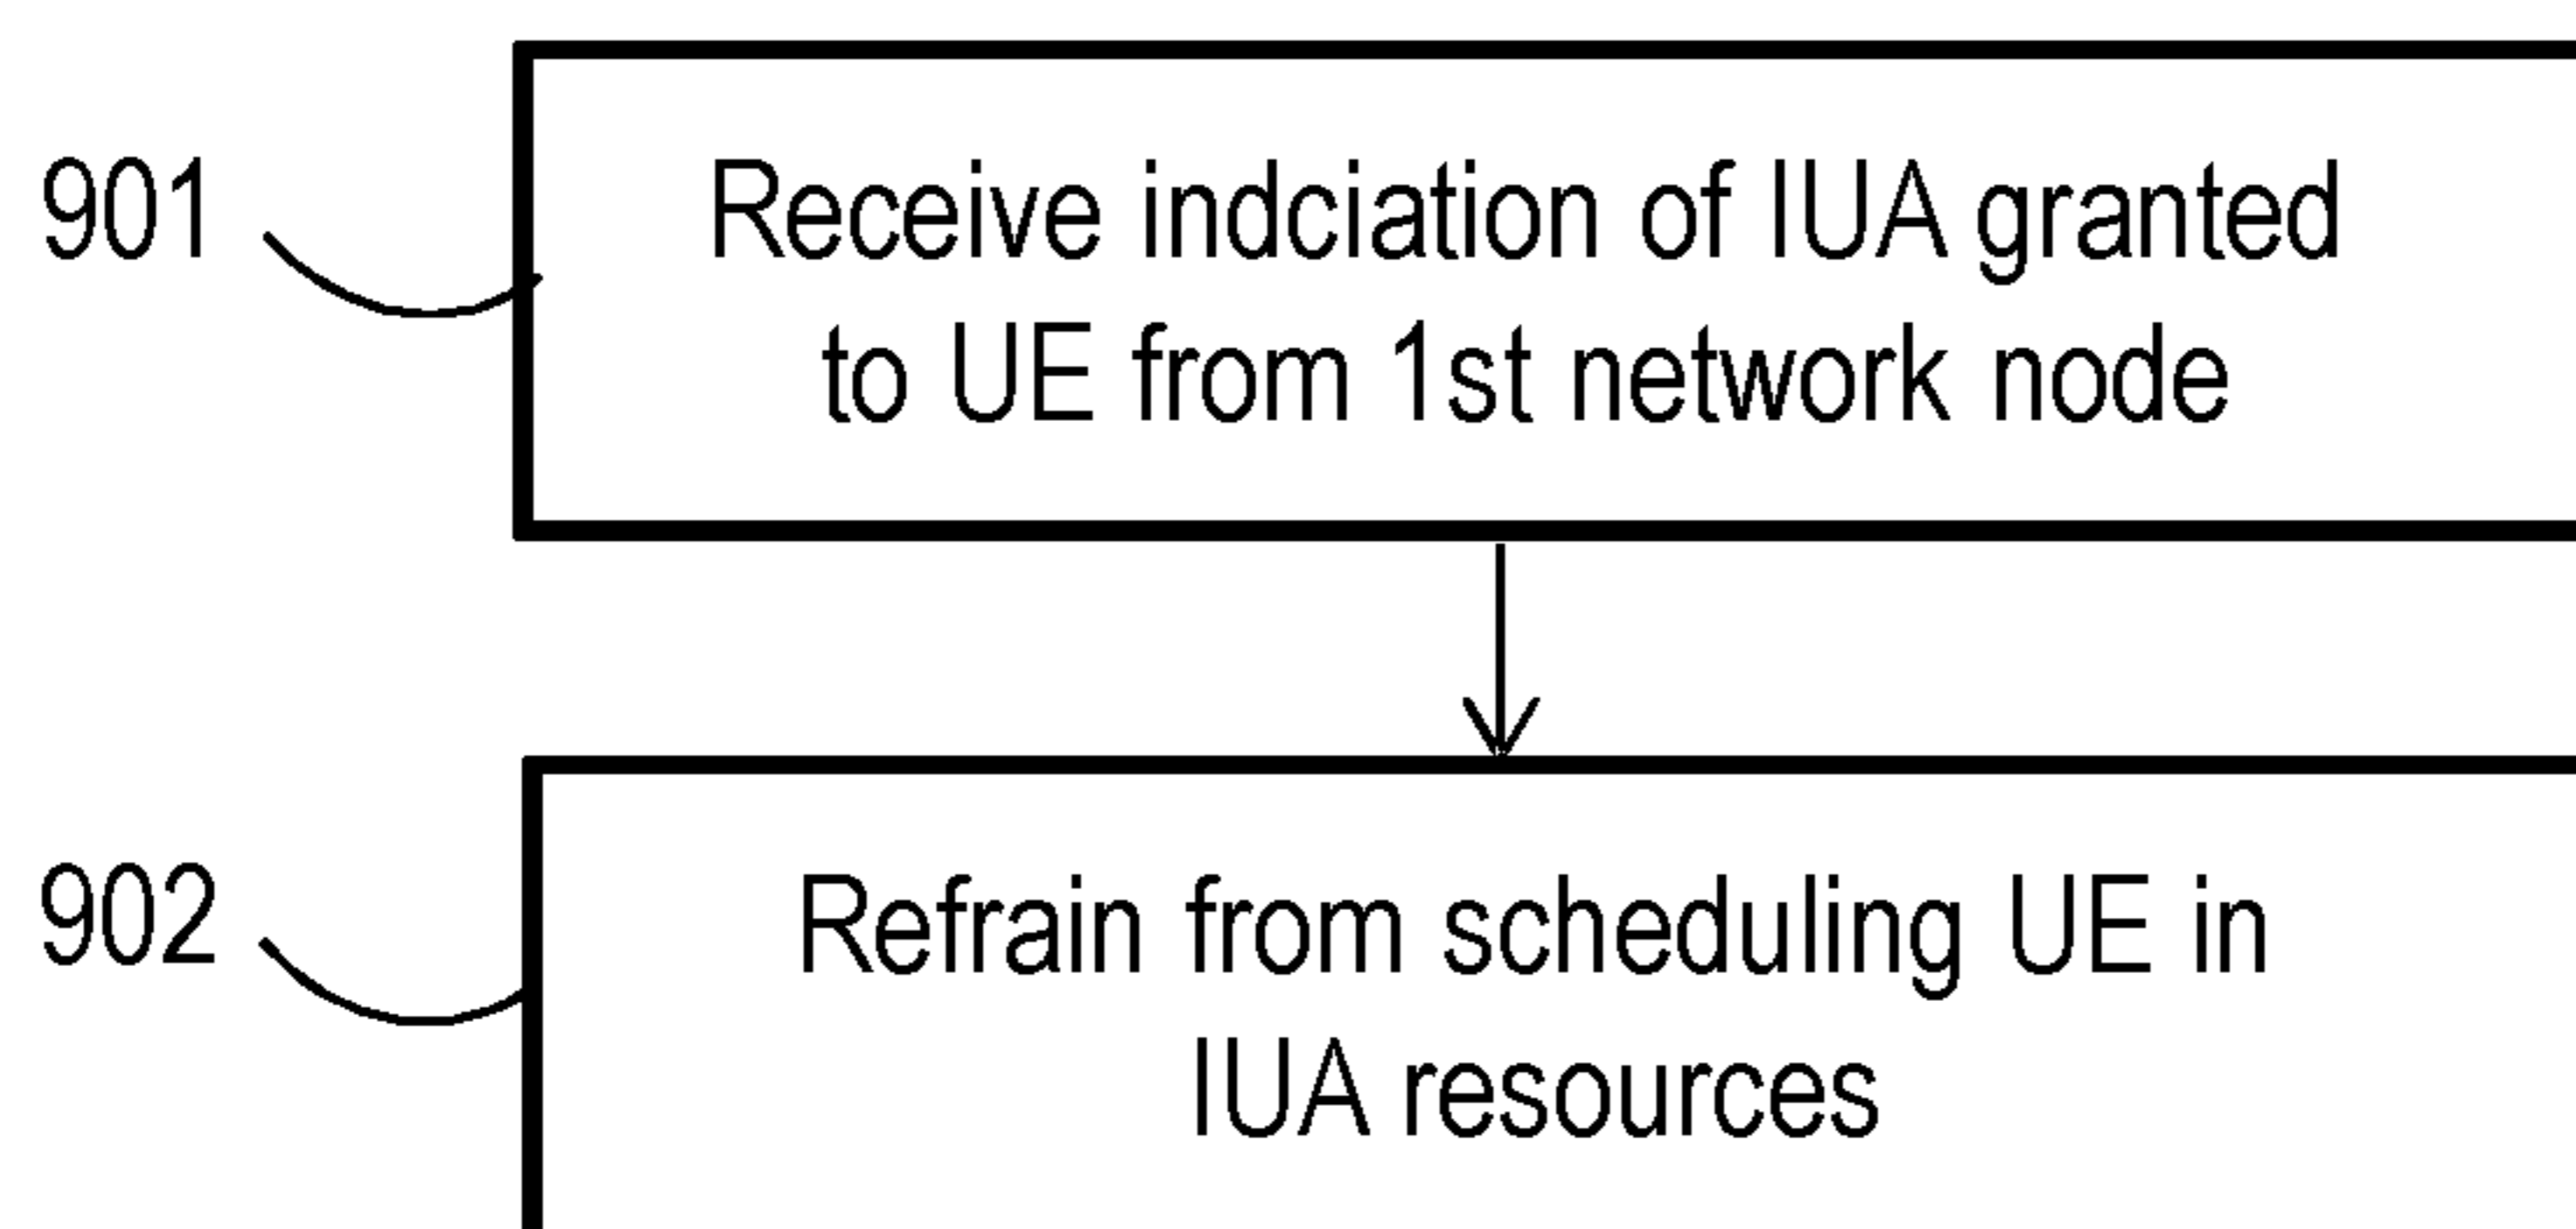 901
Receive indciation of IUA granted
to UE from 1st network node
902
Refrain from scheduling UE in
IUA resources